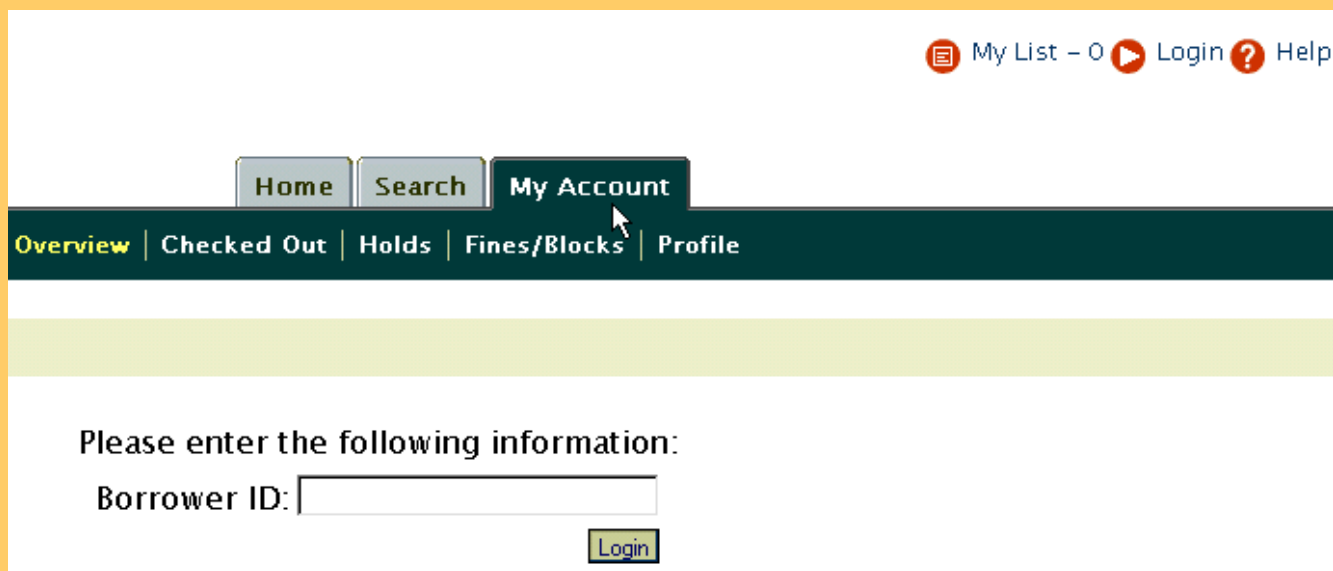 My List – 0 Login Help
Home Search My Account
Overview | Checked Out | Holds | Fines/Blocks | Profile
Please enter the following information:
Borrower ID:
Login